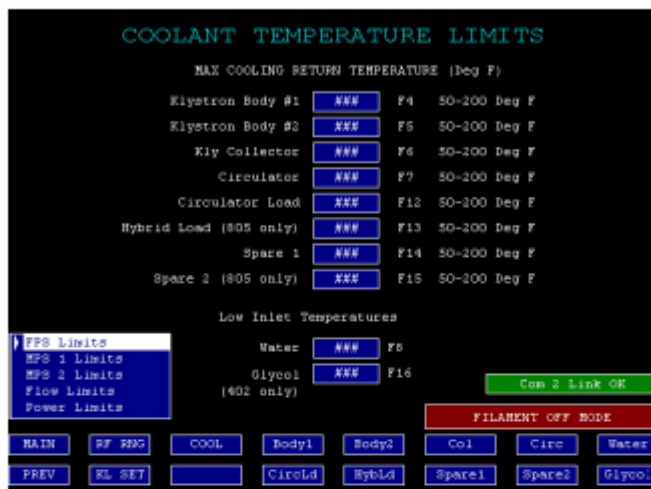 COOLANT TEMPERATURE LIMITS
MAX COOLING RETURN TEMPERATURE (Deg F)
Klystron Body #1 ### F4 50-200 Deg F
Klystron Body #2 ### F5 50-200 Deg F
Kly Collector ### F6 50-200 Deg F
Circulator ### F7 50-200 Deg F
Circulator Load ### F12 50-200 Deg F
Hybrid Load (805 only) ### F13 50-200 Deg F
Spare 1 ### F14 50-200 Deg F
Spare 2 (805 only) ### F15 50-200 Deg F
Low Inlet Temperatures
Water ### F8
Glycol ### F16
(402 only)
FPS Limits
MPS 1 Limits
MPS 2 Limits
Flow Limits
Power Limits
Com 2 Link OK
FILAMENT OFF MODE
MAIN RF RNG COOL Body1 Body2 Col Circ Water
PREV KL SET CircLd HybLd Spare1 Spare2 Glycol